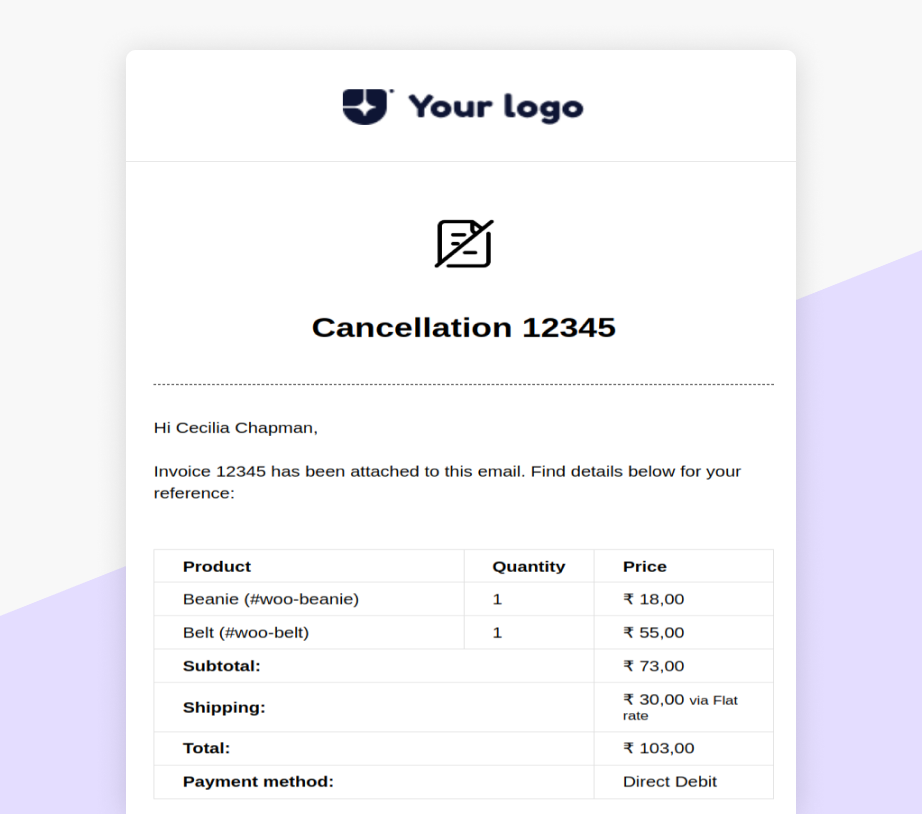 Your logo
Cancellation 12345
Hi Cecilia Chapman,
Invoice 12345 has been attached to this email. Find details below for your
reference:
Product Quantity Price
Beanie (#woo-beanie) 1 ₹ 18,00
Belt (#woo-belt) 1 ₹ 55,00
Subtotal: ₹ 73,00
Shipping: ₹ 30,00 via Flat
rate
Total: ₹ 103,00
Payment method: Direct Debit